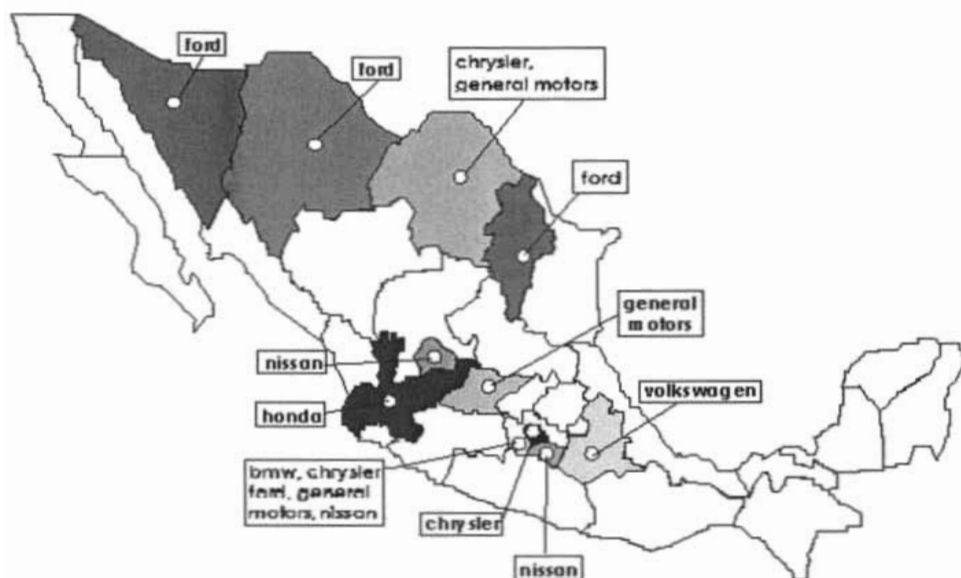 ford
ford
chrysler,
general motors
ford
general
motors
nissan
volkswagen
honda
bmw, chrysler
ford, general
motors, nissan
chrysler
nissan